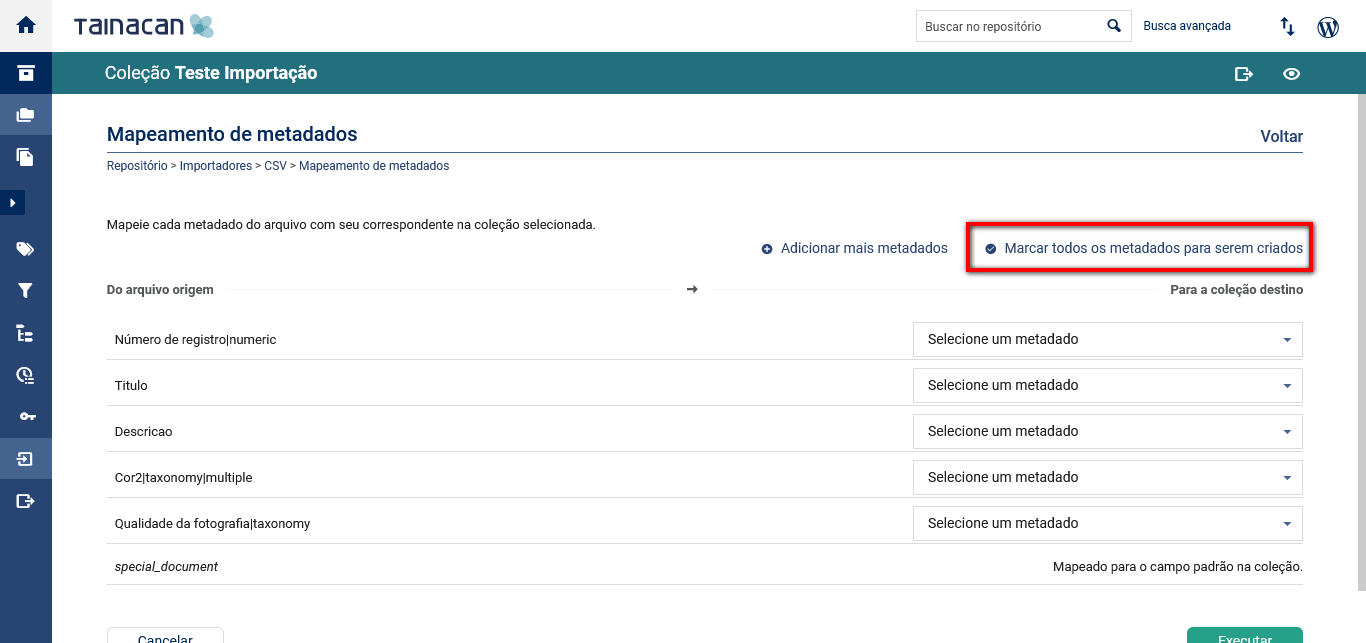 TAINACAN
Buscar no repositório
Busca avançada
Coleção Teste Importação
Mapeamento de metadados
Voltar
Repositório > Importadores > CSV > Mapeamento de metadados
Mapeie cada metadado do arquivo com seu correspondente na coleção selecionada.
Adicionar mais metadados
Marcar todos os metadados para serem criados
Do arquivo origem
Para a coleção destino
Número de registro|numeric
Selecione um metadado
Titulo
Selecione um metadado
Descricao
Selecione um metadado
Cor2|taxonomy|multiple
Selecione um metadado
Qualidade da fotografia|taxonomy
Selecione um metadado
special_document
Mapeado para o campo padrão na coleção.
Cancelar
Executar